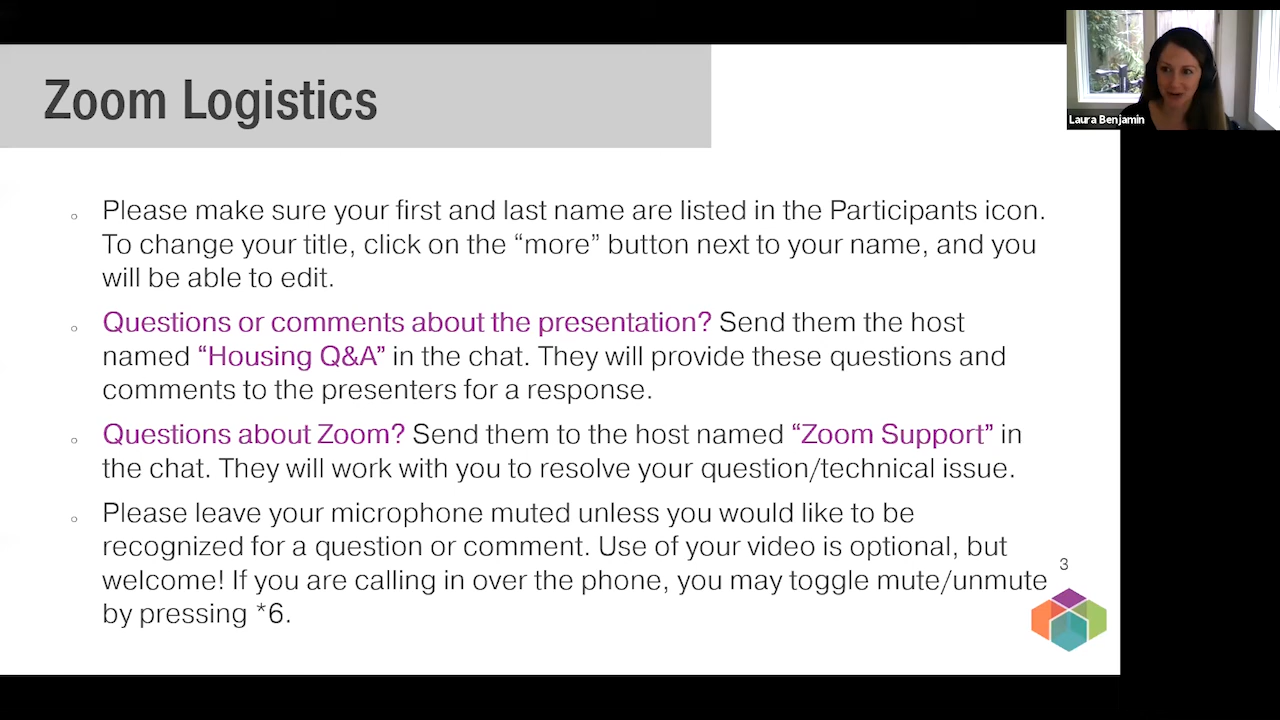 Zoom Logistics
Laura Benjamin
Please make sure your first and last name are listed in the Participants icon.
To change your title, click on the “more” button next to your name, and you
will be able to edit.
Questions or comments about the presentation? Send them the host
named “Housing Q&A” in the chat. They will provide these questions and
comments to the presenters for a response.
Questions about Zoom? Send them to the host named “Zoom Support” in
the chat. They will work with you to resolve your question/technical issue.
Please leave your microphone muted unless you would like to be
recognized for a question or comment. Use of your video is optional, but
welcome! If you are calling in over the phone, you may toggle mute/unmute
by pressing *6.
3